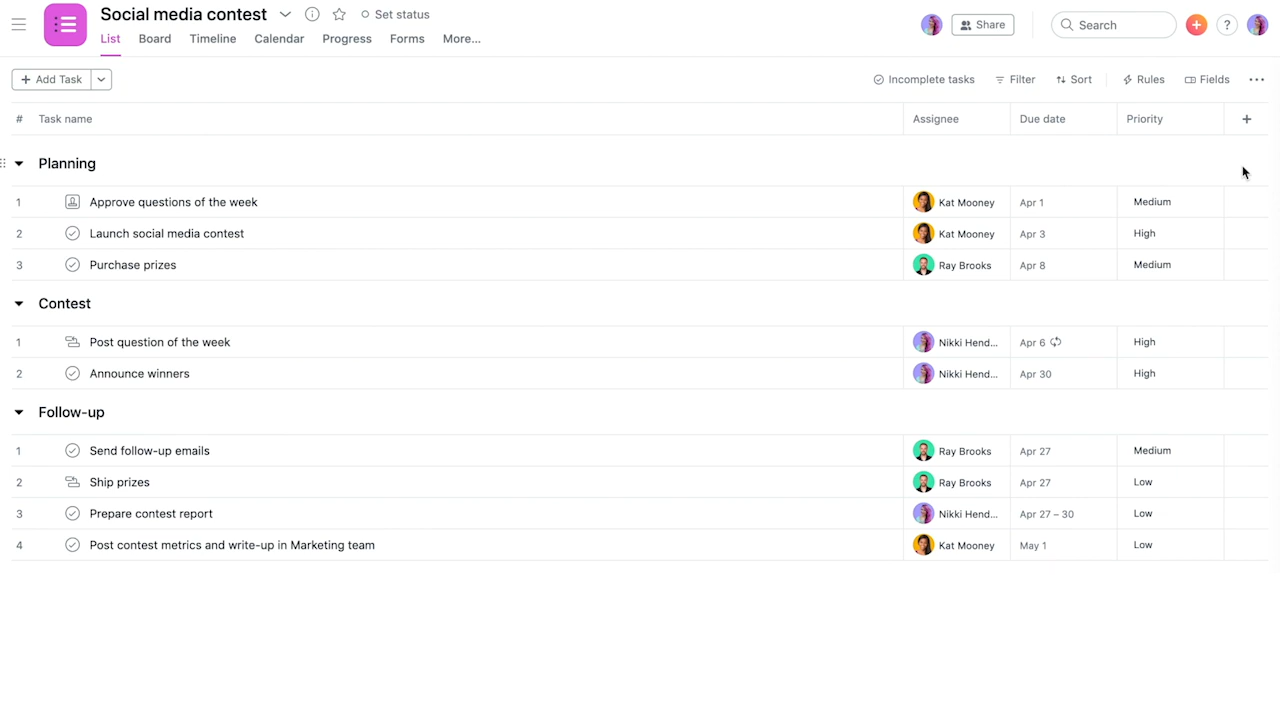 Social media contest Set status
Share Search ?
List Board Timeline Calendar Progress Forms More...
+ Add Task Incomplete tasks Filter Sort Rules Fields ...
# Task name Assignee Due date Priority +
Planning
1 Approve questions of the week Kat Mooney Apr 1 Medium
2 Launch social media contest Kat Mooney Apr 3 High
3 Purchase prizes Ray Brooks Apr 8 Medium
Contest
1 Post question of the week Nikki Hend... Apr 6 High
2 Announce winners Nikki Hend... Apr 30 High
Follow-up
1 Send follow-up emails Ray Brooks Apr 27 Medium
2 Ship prizes Ray Brooks Apr 27 Low
3 Prepare contest report Nikki Hend... Apr 27 – 30 Low
4 Post contest metrics and write-up in Marketing team Kat Mooney May 1 Low